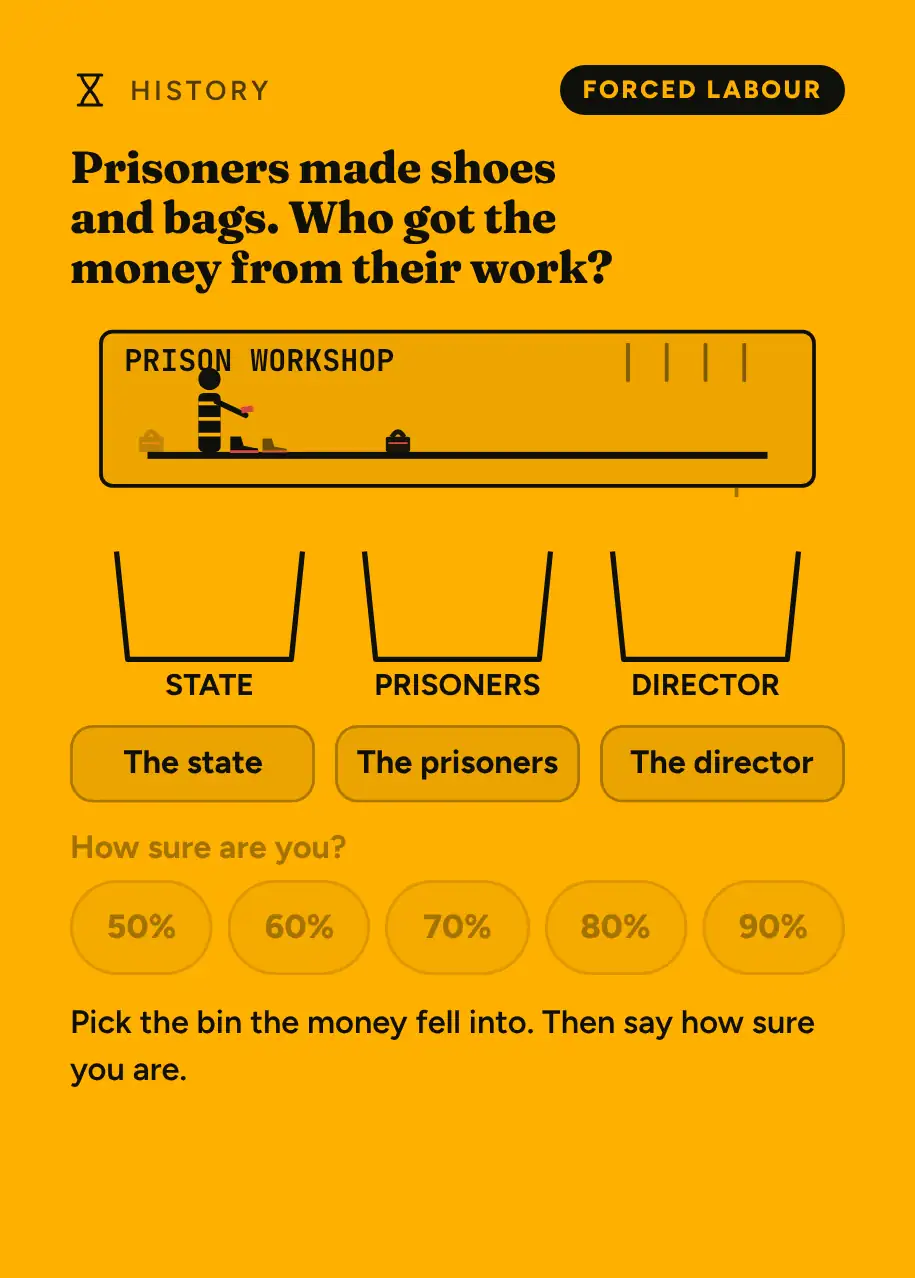 HISTORY
FORCED LABOUR
Prisoners made shoes
and bags. Who got the
money from their work?
PRISON WORKSHOP
STATE
PRISONERS
DIRECTOR
The state
The prisoners
The director
How sure are you?
50%
60%
70%
80%
90%
Pick the bin the money fell into. Then say how sure
you are.